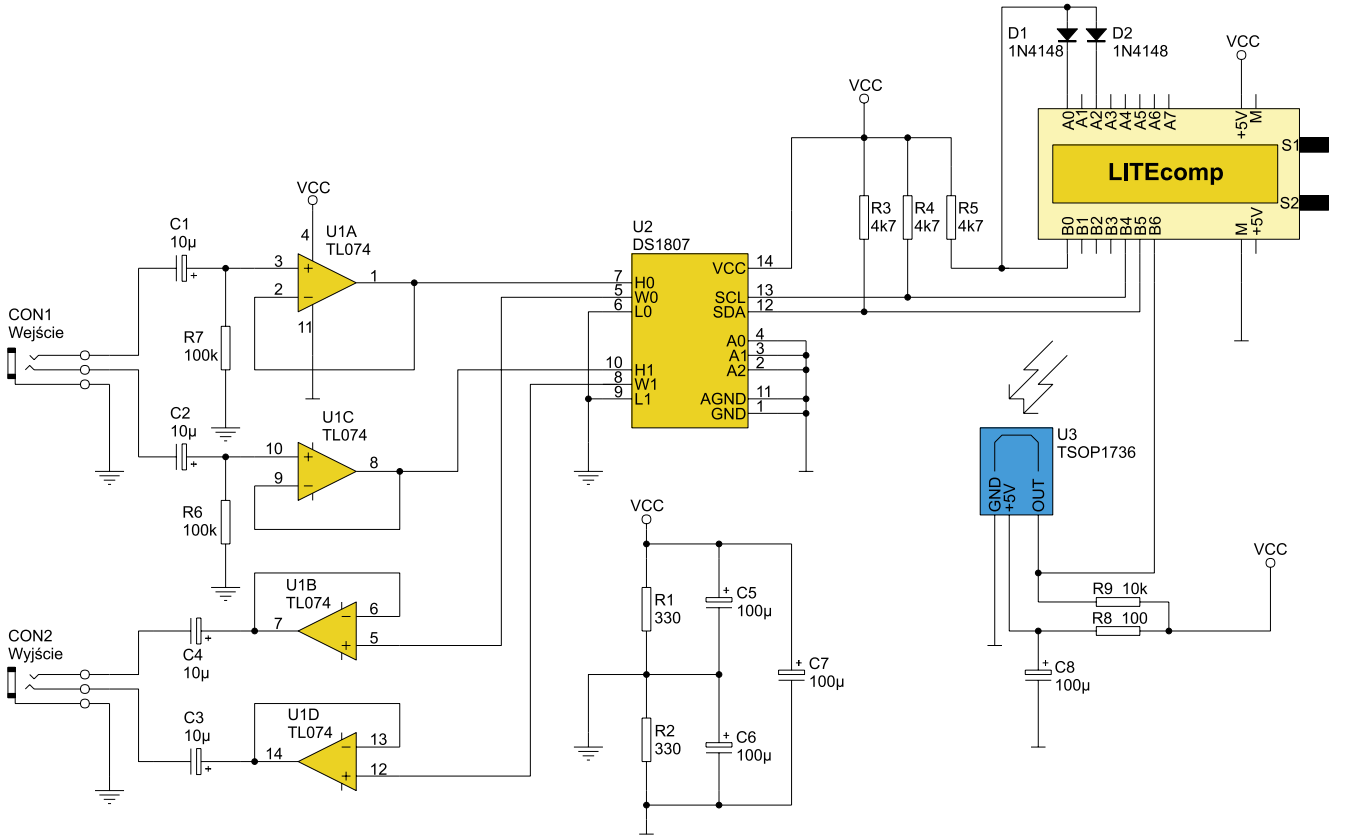 D1
1N4148
D2
1N4148
VCC
A0 A1 A2 A3 A4 A5 A6 A7 +5V M
S1
LITEcomp
S2
B0 B1 B2 B3 B4 B5 B6 M +5V
VCC
R3
4k7
R4
4k7
R5
4k7
VCC
C1
10µ
+
4
U1A
TL074
3 + 1
2 −
11
R7
100k
CON1
Wejście
C2
10µ
+
U1C
TL074
10 + 8
9 −
R6
100k
U2
DS1807
VCC 14
7 H0 SCL 13
5 W0 SDA 12
6 L0
A0 4
A1 3
A2 2
10 H1
8 W1
9 L1
AGND 11
GND 1
U3
TSOP1736
GND +5V OUT
VCC
R9 10k
R8 100
+
C8
100µ
U1B
TL074
7 − 6
+ 5
CON2
Wyjście
C4
10µ
+
U1D
TL074
14 − 13
+ 12
C3
10µ
+
VCC
R1
330
+
C5
100µ
+
C7
100µ
R2
330
+
C6
100µ